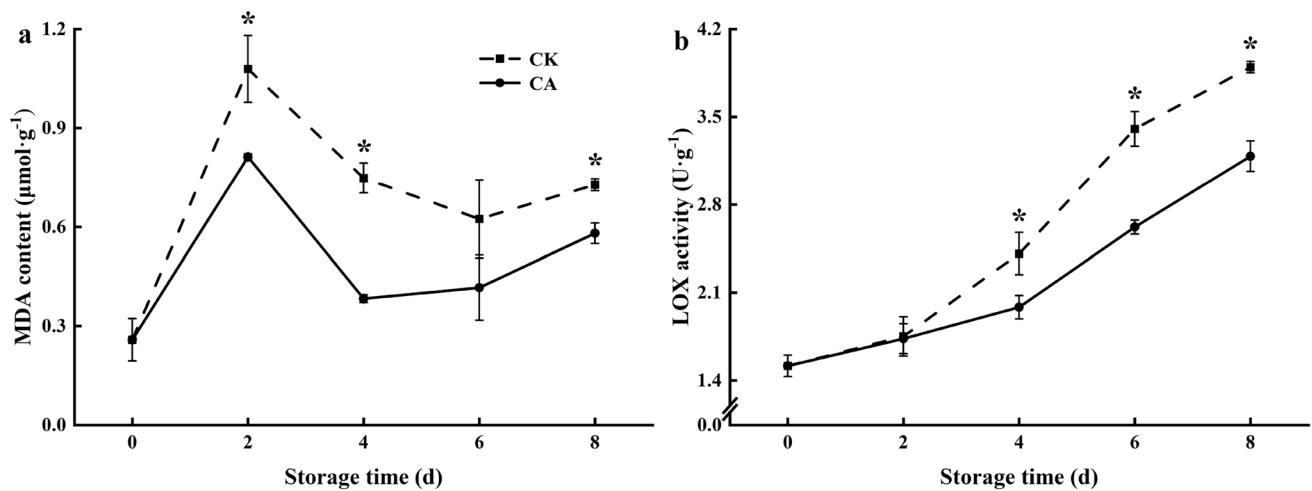 a
1.2
0.9
0.6
0.3
0.0
MDA content (μmol·g⁻¹)
*
*
*
CK
CA
0 2 4 6 8
Storage time (d)
b
4.2
3.5
2.8
2.1
1.4
0.0
LOX activity (U·g⁻¹)
*
*
*
0 2 4 6 8
Storage time (d)